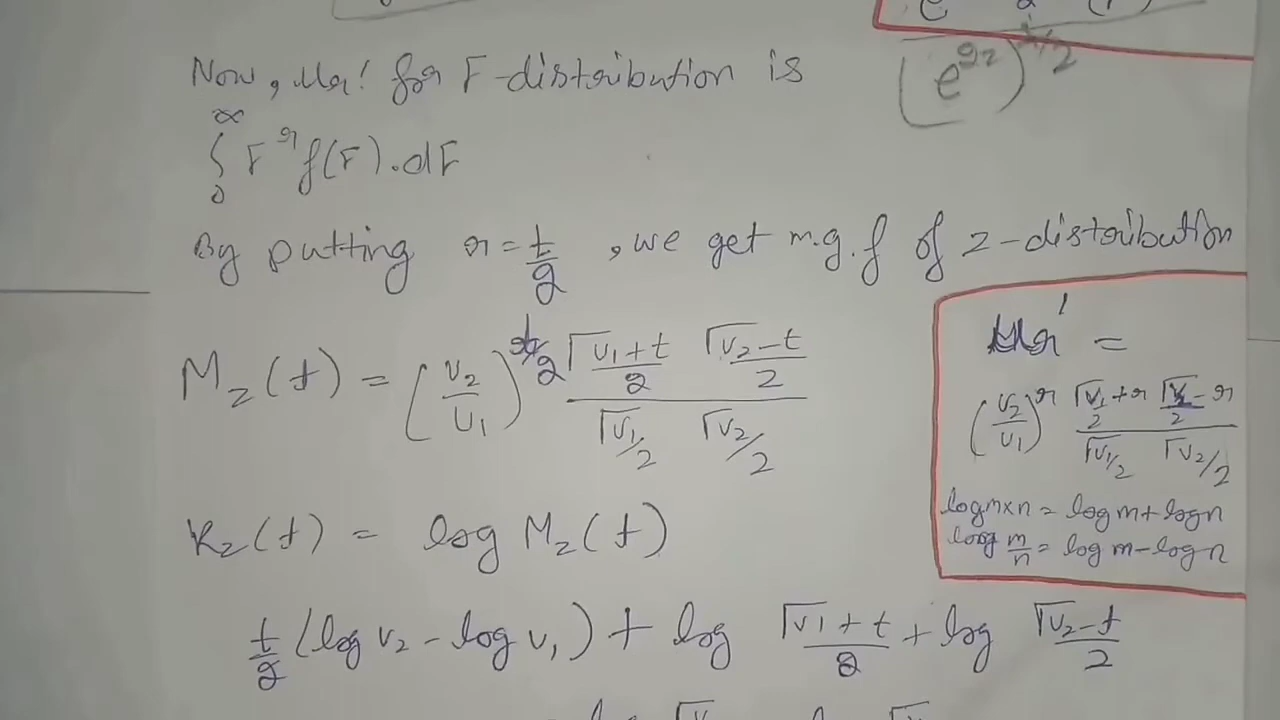 Now, μr' for F-distribution is
∫₀^∞ F^r f(F).dF
By putting r = t/2, we get m.g.f of z-distribution
M_z(t) = (v₂/v₁)^(t/2) Γ(v₁+t)/2 Γ(v₂-t)/2 / Γv₁/2 Γv₂/2
K_z(t) = log M_z(t)
t/2 (log v₂ - log v₁) + log Γ(v₁+t)/2 + log Γ(v₂-t)/2
(e^2z)^r/2
μr' =
(v₂/v₁)^r Γv₁/2+r Γv₂/2-r / Γv₁/2 Γv₂/2
log m×n = log m + log n
log m/n = log m - log n